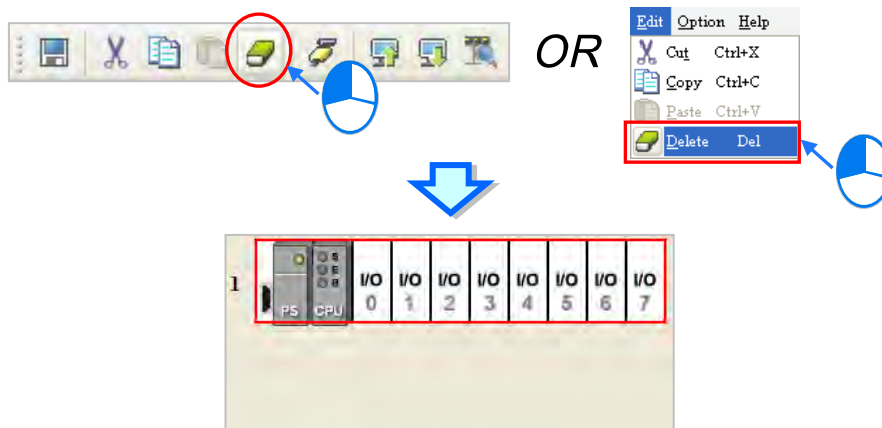 OR
Edit Option Help
Cut Ctrl+X
Copy Ctrl+C
Paste Ctrl+V
Delete Del
1
PS CPU I/O 0 I/O 1 I/O 2 I/O 3 I/O 4 I/O 5 I/O 6 I/O 7